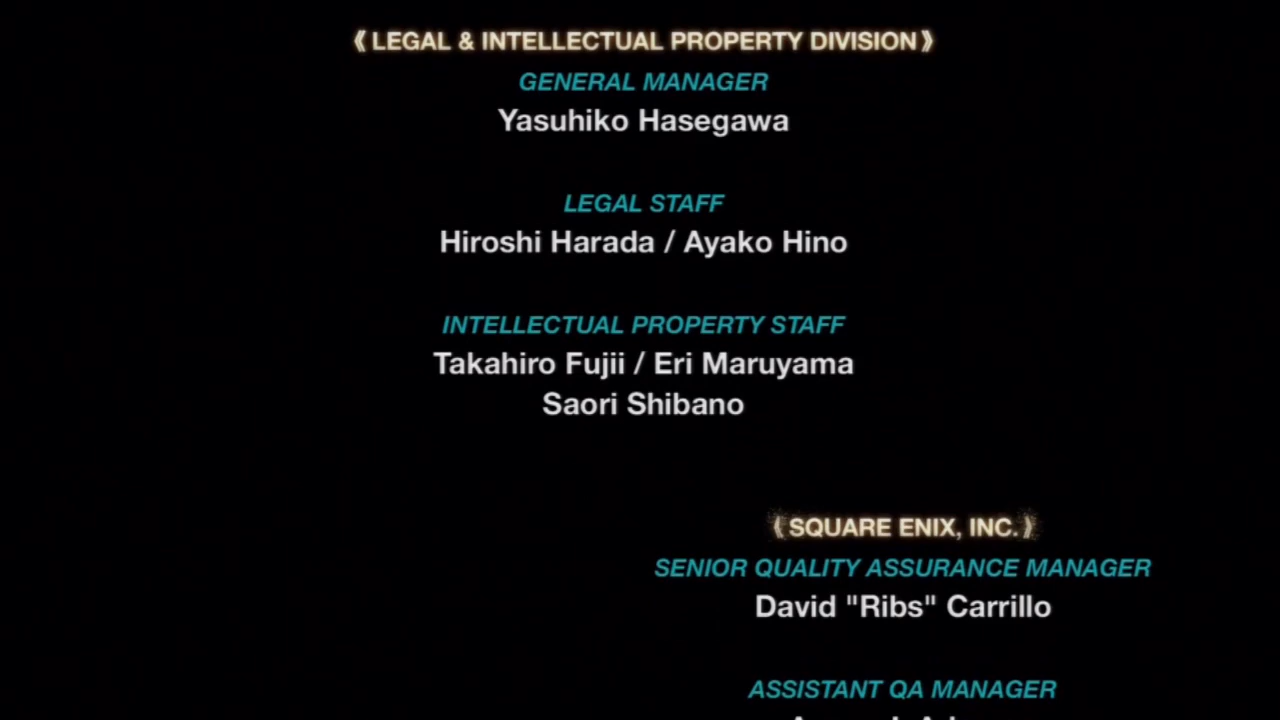 《LEGAL & INTELLECTUAL PROPERTY DIVISION》
GENERAL MANAGER
Yasuhiko Hasegawa
LEGAL STAFF
Hiroshi Harada / Ayako Hino
INTELLECTUAL PROPERTY STAFF
Takahiro Fujii / Eri Maruyama
Saori Shibano
《SQUARE ENIX, INC.》
SENIOR QUALITY ASSURANCE MANAGER
David "Ribs" Carrillo
ASSISTANT QA MANAGER